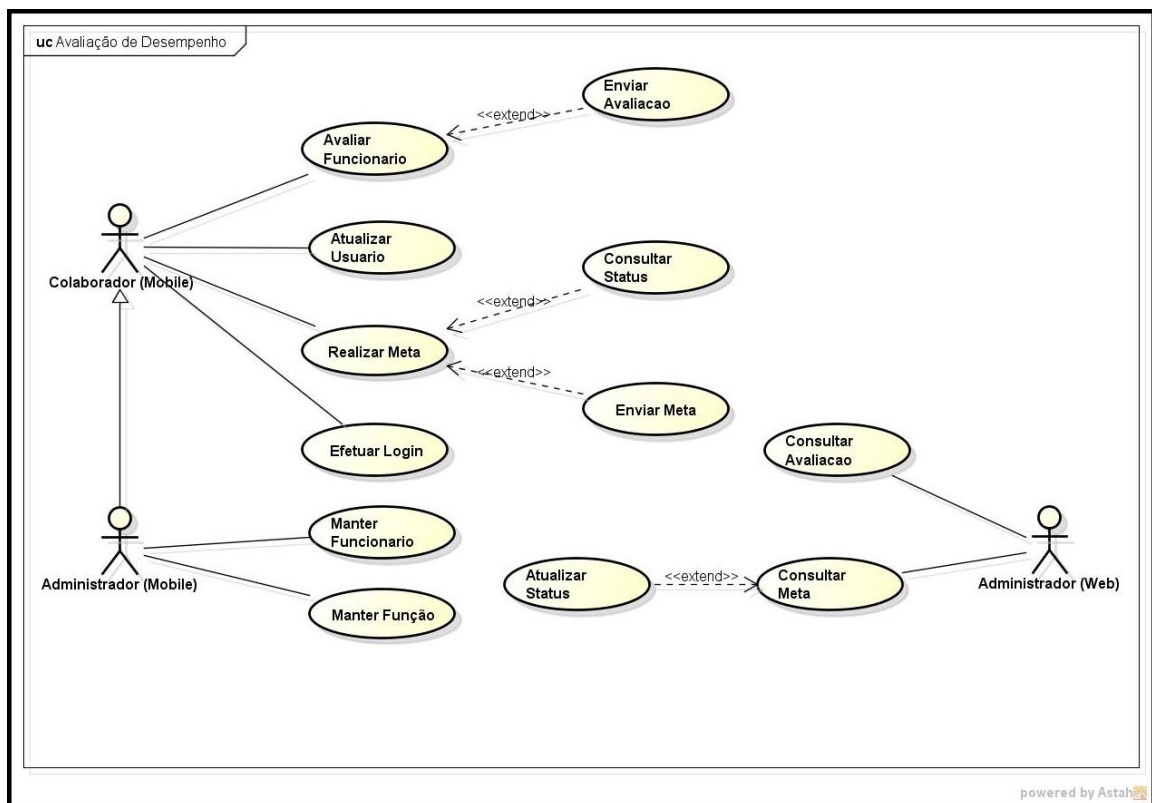 uc Avaliação de Desempenho
Enviar
Avaliacao
<<extend>>
Avaliar
Funcionário
Atualizar
Usuario
Colaborador (Mobile)
Consultar
Status
<<extend>>
Realizar Meta
<<extend>>
Enviar Meta
Efetuar Login
Consultar
Avaliacao
Manter
Funcionario
Administrador (Mobile)
Manter Função
Atualizar
Status
<<extend>>
Consultar
Meta
Administrador (Web)
powered by Astah